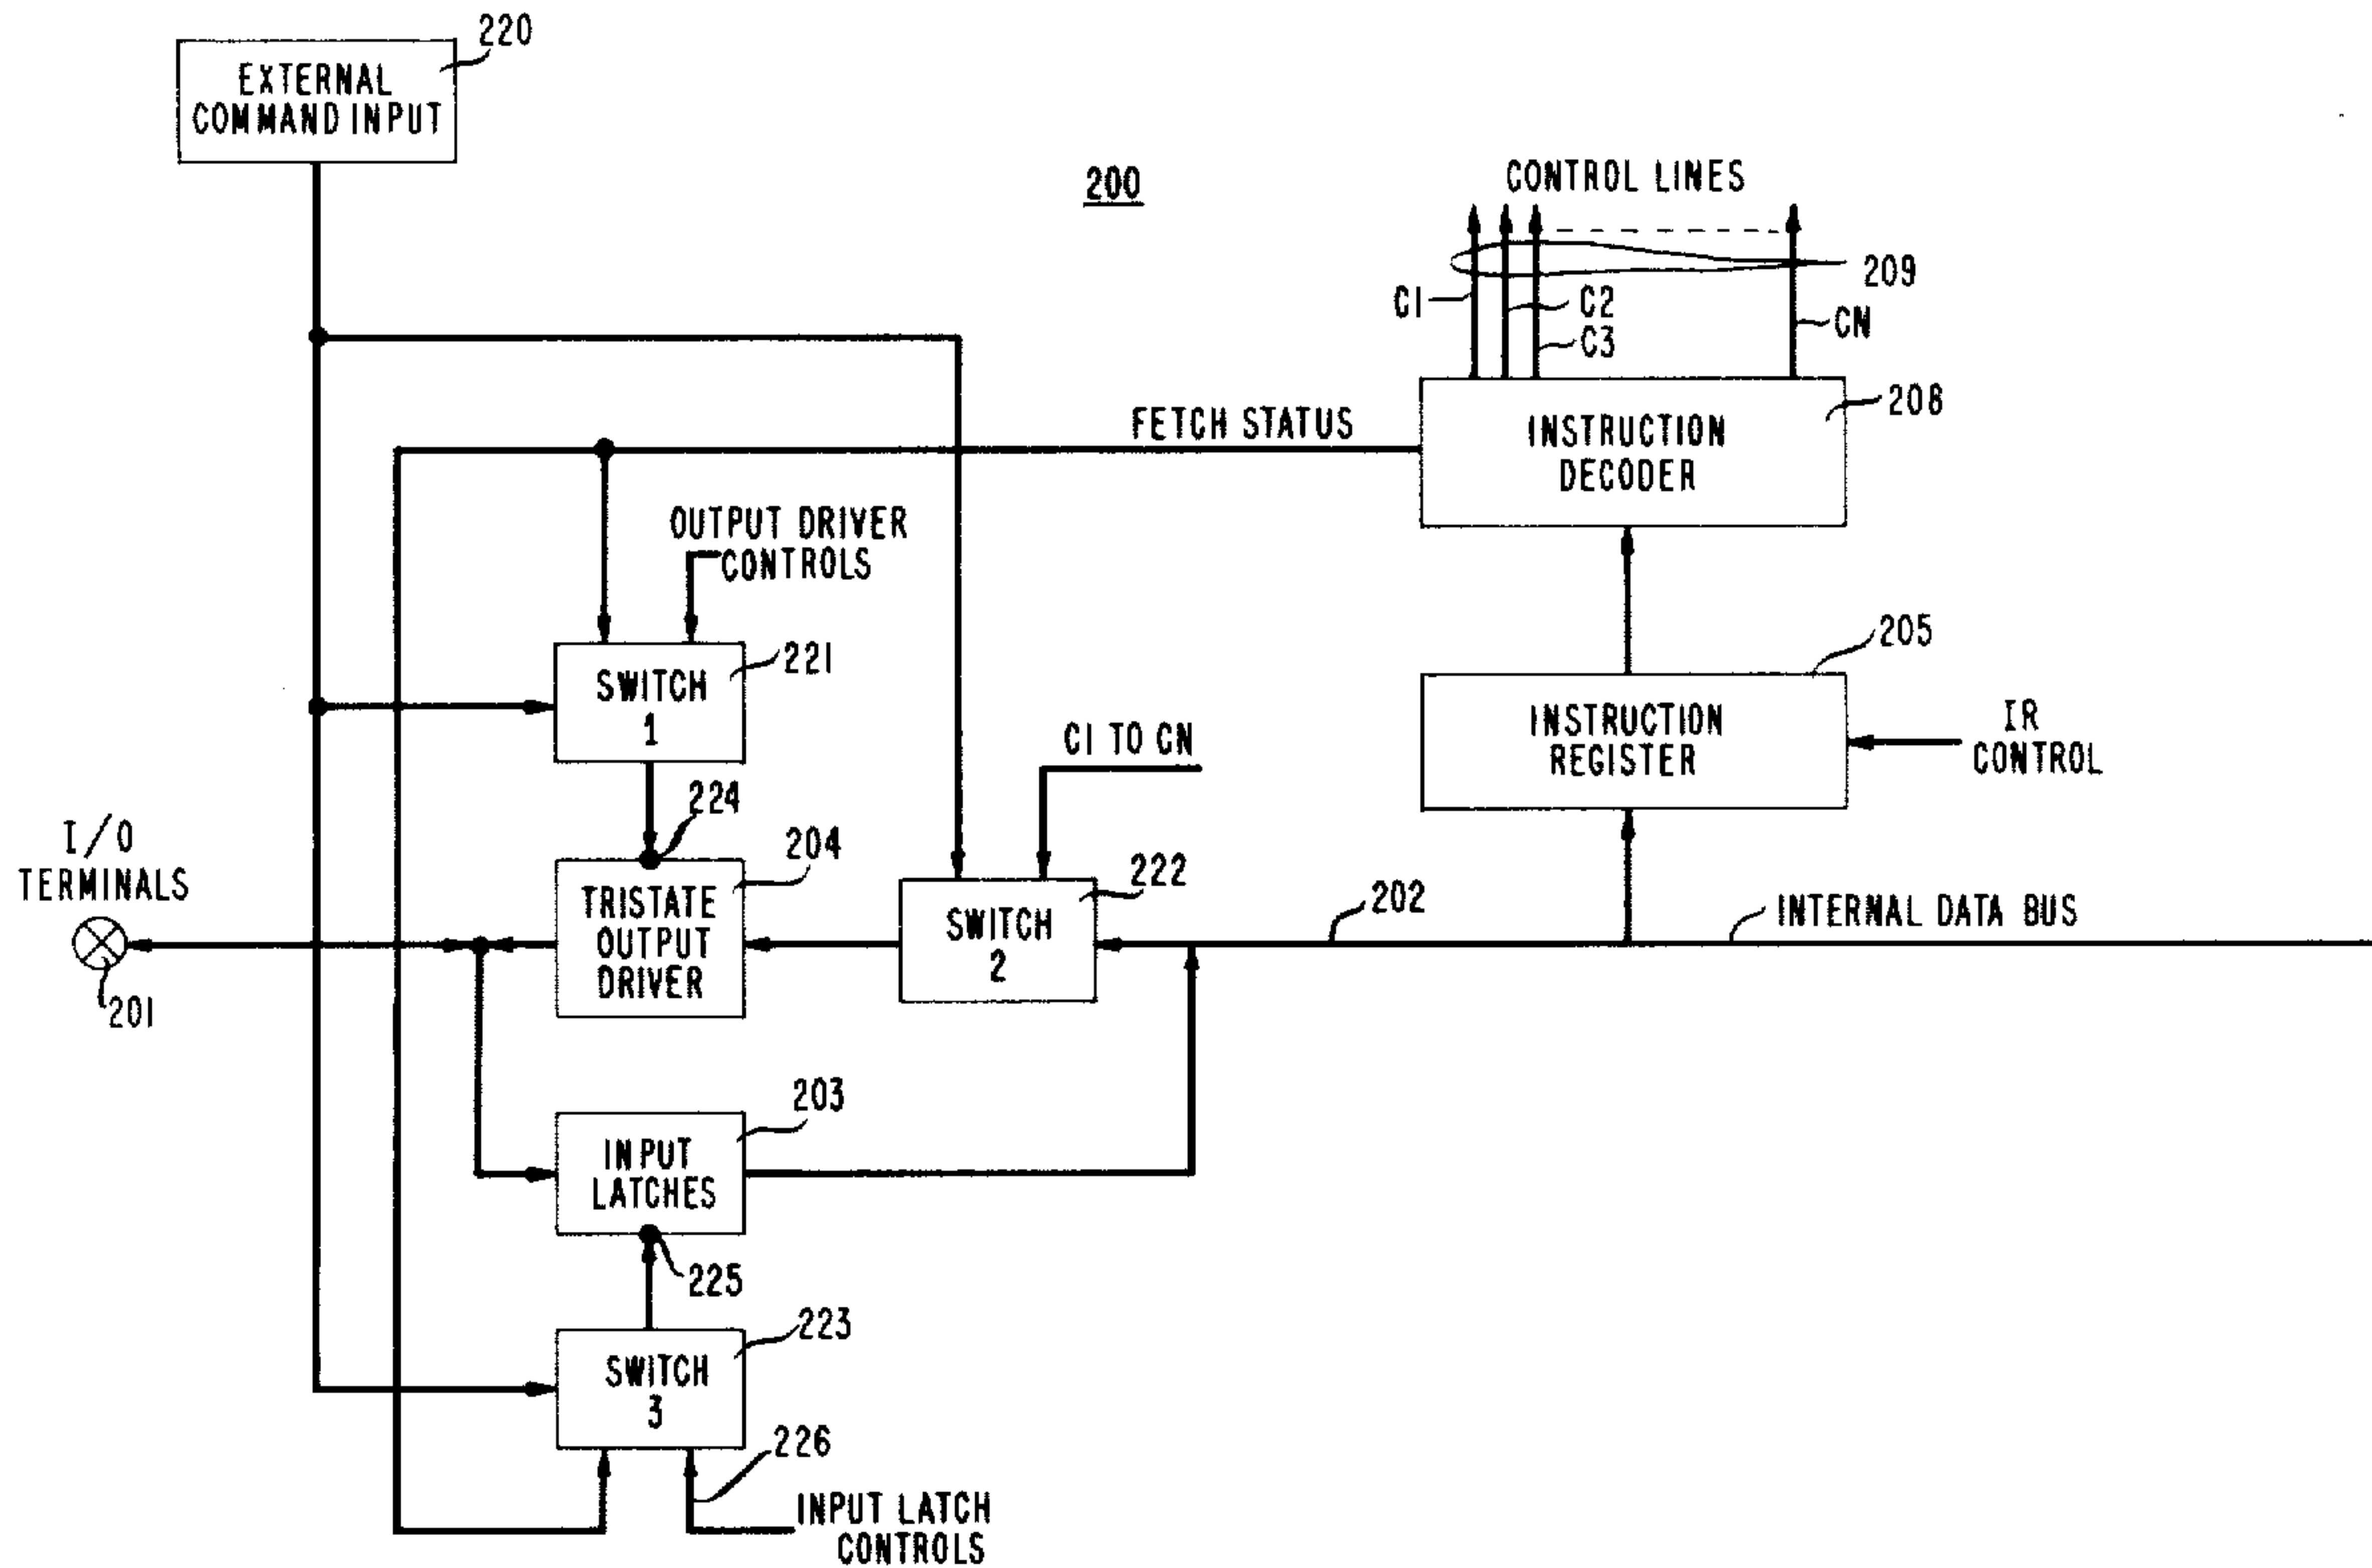 220
EXTERNAL
COMMAND INPUT
200
CONTROL LINES
209
C1
C2
C3
CN
FETCH STATUS
INSTRUCTION
DECODER
208
OUTPUT DRIVER
CONTROLS
SWITCH
1
221
205
INSTRUCTION
REGISTER
IR
CONTROL
C1 TO CN
224
I/O
TERMINALS
201
TRISTATE
OUTPUT
DRIVER
204
SWITCH
2
222
202
INTERNAL DATA BUS
203
INPUT
LATCHES
225
SWITCH
3
223
226
INPUT LATCH
CONTROLS